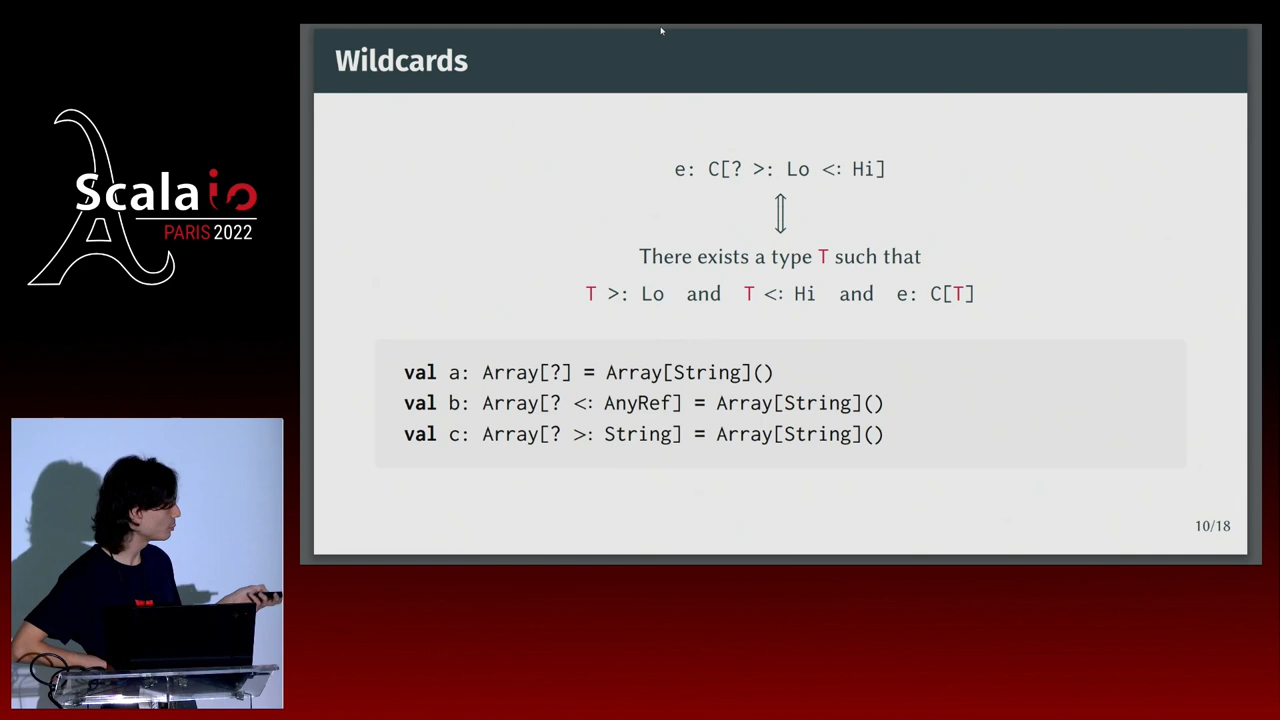 Wildcards
Scala io
PARIS 2022
e: C[? >: Lo <: Hi]
⇕
There exists a type T such that
T >: Lo and T <: Hi and e: C[T]
val a: Array[?] = Array[String]()
val b: Array[? <: AnyRef] = Array[String]()
val c: Array[? >: String] = Array[String]()
10/18